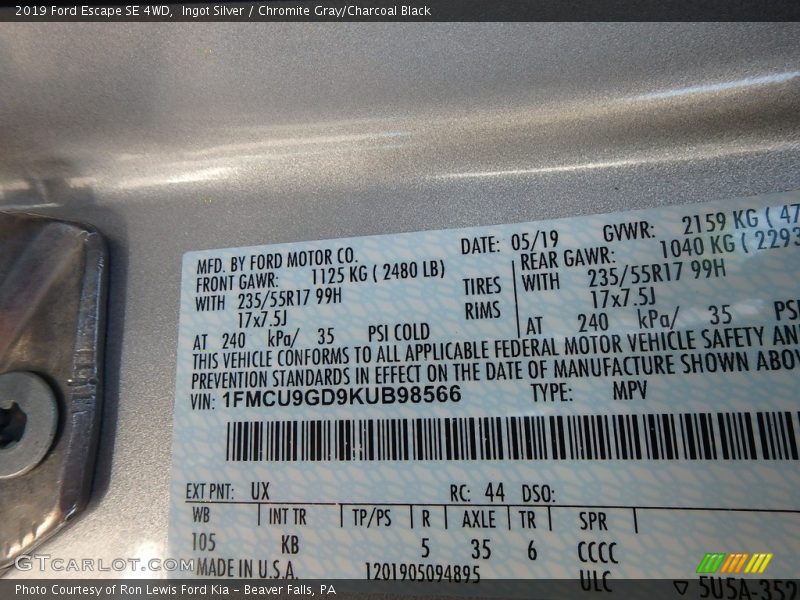 2019 Ford Escape SE 4WD, Ingot Silver / Chromite Gray/Charcoal Black
MFD. BY FORD MOTOR CO. DATE: 05/19 GVWR: 2159 KG ( 47
FRONT GAWR: 1125 KG ( 2480 LB) REAR GAWR: 1040 KG ( 2293
WITH 235/55R17 99H TIRES WITH 235/55R17 99H
17x7.5J RIMS 17x7.5J
AT 240 kPa/ 35 PSI COLD AT 240 kPa/ 35 PSI
THIS VEHICLE CONFORMS TO ALL APPLICABLE FEDERAL MOTOR VEHICLE SAFETY AN
PREVENTION STANDARDS IN EFFECT ON THE DATE OF MANUFACTURE SHOWN ABOV
VIN: 1FMCU9GD9KUB98566 TYPE: MPV
EXT PNT: UX RC: 44 DSO:
WB INT TR TP/PS R AXLE TR SPR
105 KB 5 35 6 CCCC
MADE IN U.S.A. 1201905094895 ULC 5U5A-352
GTCarLot.com
Photo Courtesy of Ron Lewis Ford Kia - Beaver Falls, PA